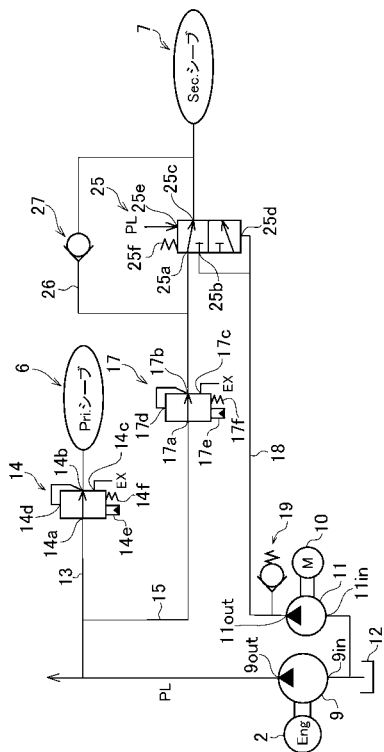 7
Sec.シーブ
27
25
25e
25c
PL
25f
25a
25b
25d
26
6
Pri.シーブ
17
17b
17c
17d
EX
17a
17e
17f
14
14b
14c
14d
EX
14a
14e
14f
13
15
18
19
10
M
11
11out
11in
PL
9out
9in
9
12
Eng
2